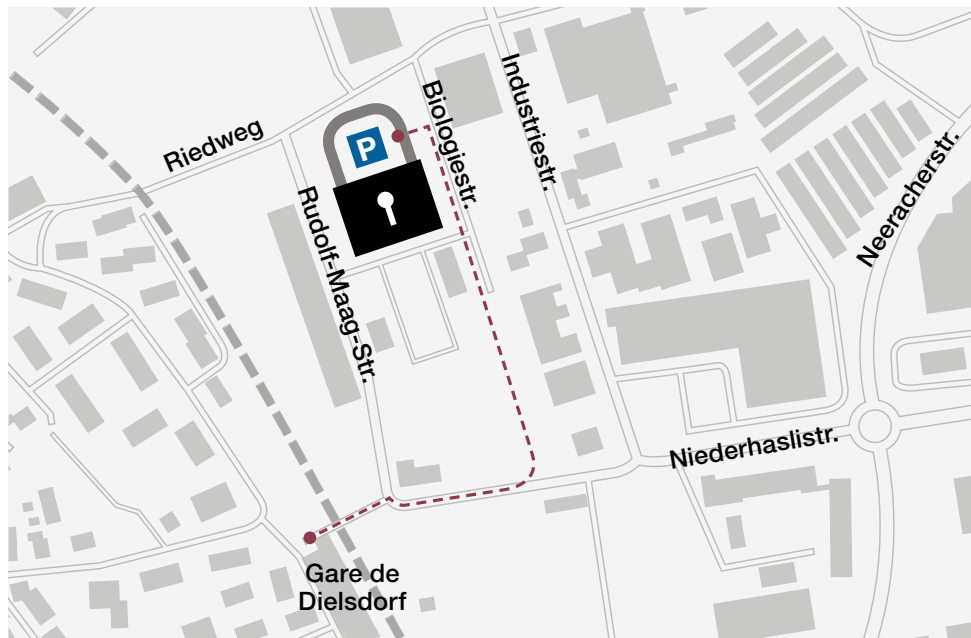 Riedweg
P
Biologiestr.
Industriestr.
Neeracherstr.
Rudolf-Maag-Str.
Niederhaslistr.
Gare de
Dielsdorf